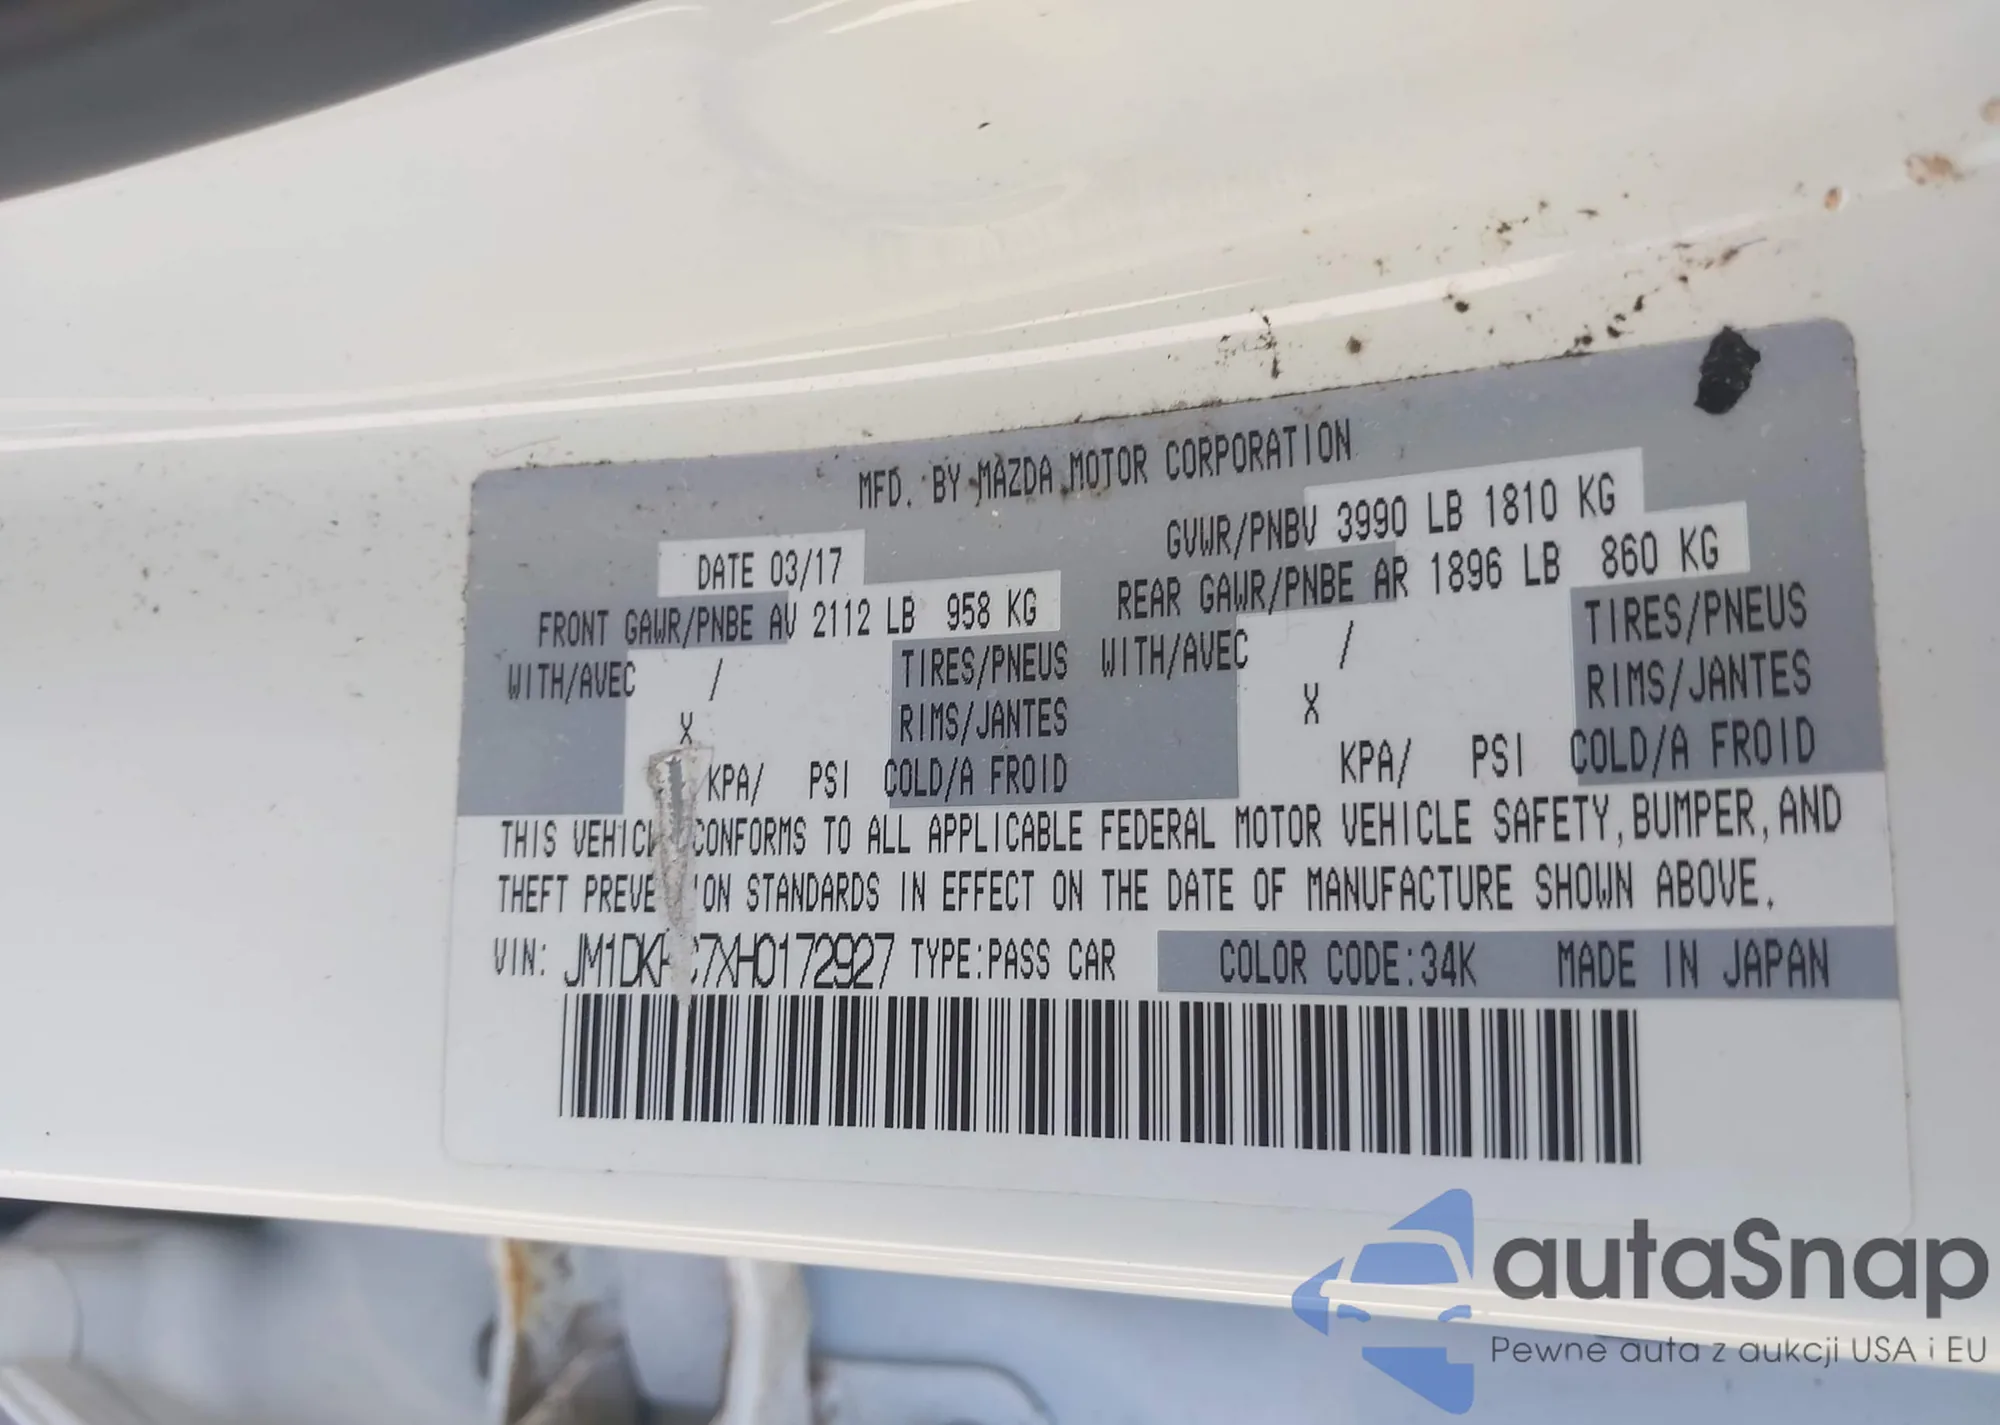 MFD. BY MAZDA MOTOR CORPORATION
DATE 03/17 GVWR/PNBV 3990 LB 1810 KG
FRONT GAWR/PNBE AV 2112 LB 958 KG REAR GAWR/PNBE AR 1896 LB 860 KG
WITH/AVEC / TIRES/PNEUS WITH/AVEC / TIRES/PNEUS
X RIMS/JANTES X RIMS/JANTES
KPA/ PSI COLD/A FROID KPA/ PSI COLD/A FROID
THIS CONFORMS TO ALL APPLICABLE FEDERAL MOTOR VEHICLE SAFETY, BUMPER, AND
THEFT STANDARDS IN EFFECT ON THE DATE OF MANUFACTURE SHOWN ABOVE.
VIN: TYPE:PASS CAR COLOR CODE:34K MADE IN JAPAN
autaSnap
Pewne auta z aukcji USA i EU